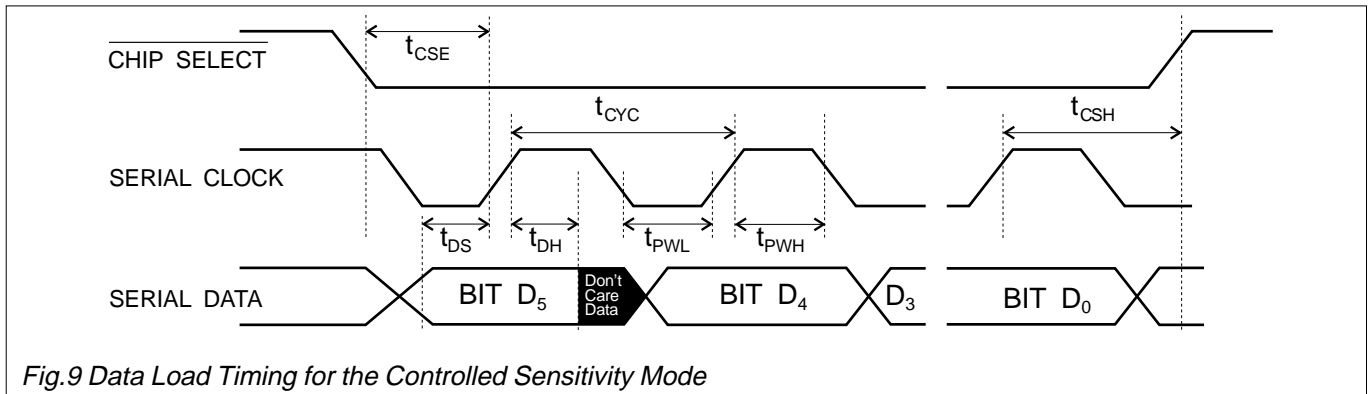 CHIP SELECT
tCSE
tCYC
tCSH
SERIAL CLOCK
tDS
tDH
tPWL
tPWH
SERIAL DATA
BIT D5
Don't
Care
Data
BIT D4
D3
BIT D0
Fig.9 Data Load Timing for the Controlled Sensitivity Mode